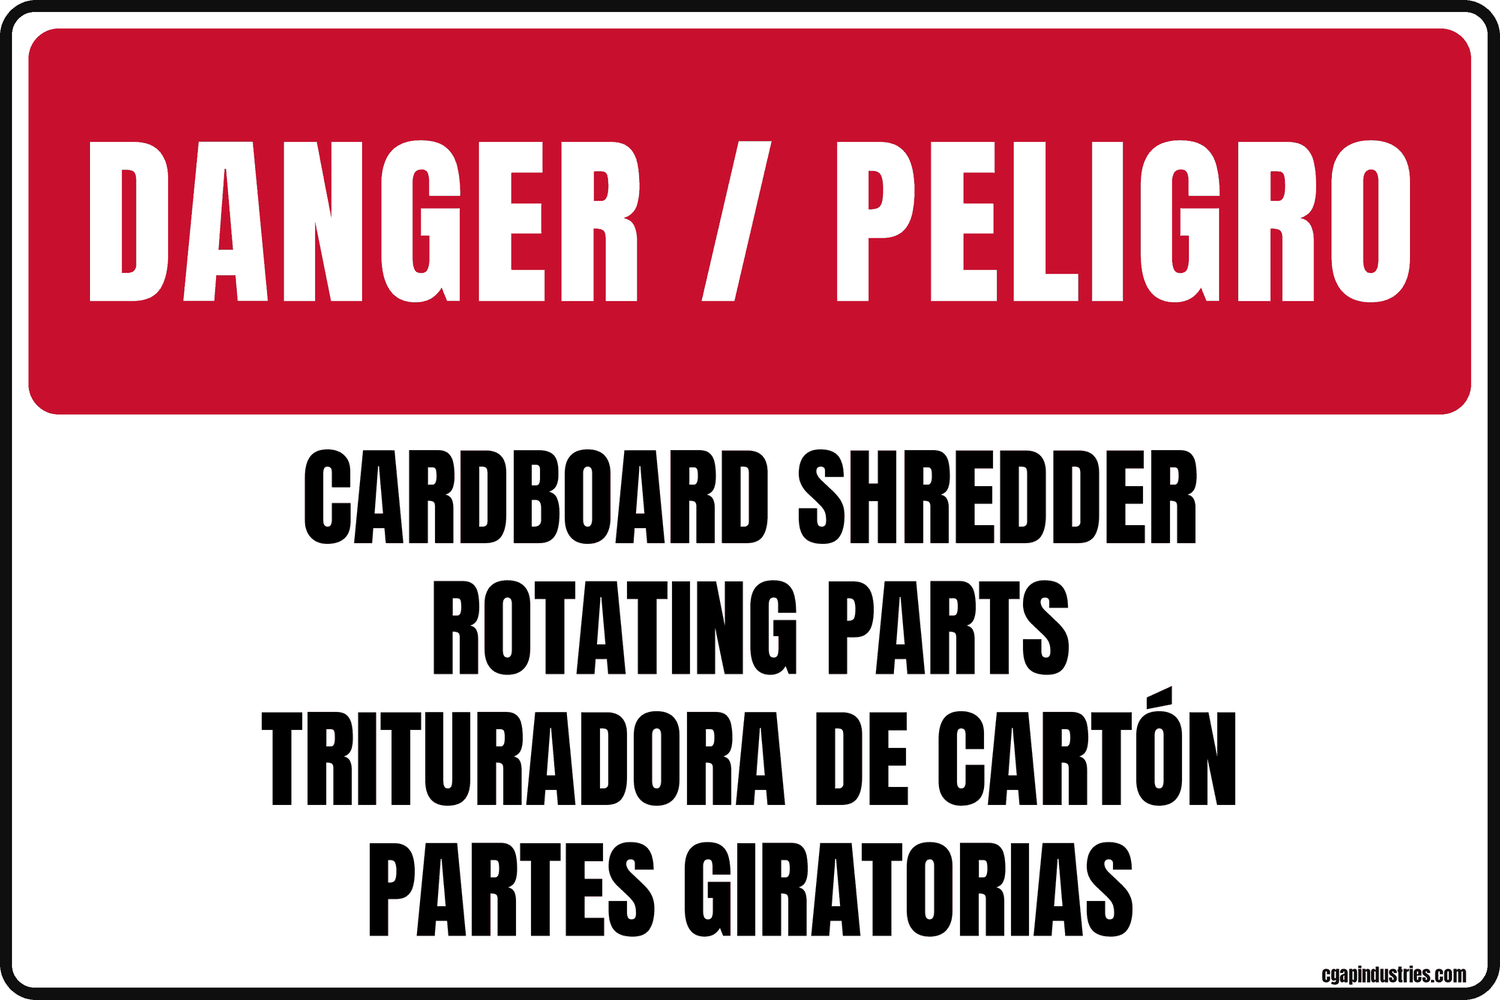 DANGER / PELIGRO
CARDBOARD SHREDDER
ROTATING PARTS
TRITURADORA DE CARTÓN
PARTES GIRATORIAS
cgapindustries.com